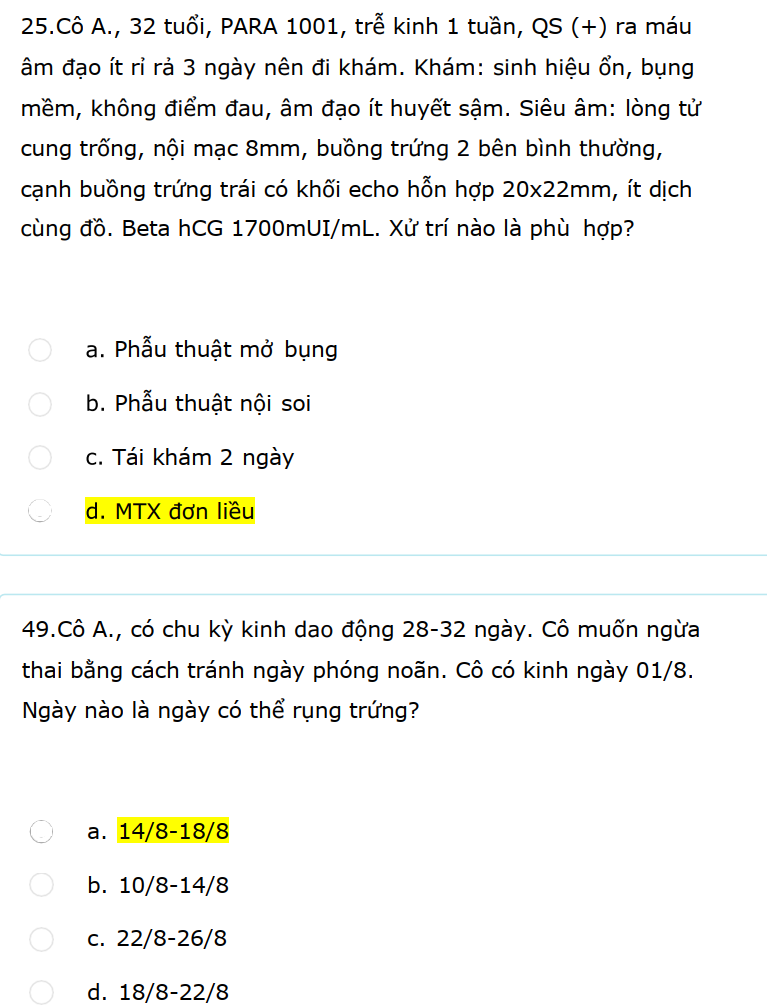 25.Cô A., 32 tuổi, PARA 1001, trễ kinh 1 tuần, QS (+) ra máu
âm đạo ít rỉ rả 3 ngày nên đi khám. Khám: sinh hiệu ổn, bụng
mềm, không điểm đau, âm đạo ít huyết sậm. Siêu âm: lòng tử
cung trống, nội mạc 8mm, buồng trứng 2 bên bình thường,
cạnh buồng trứng trái có khối echo hỗn hợp 20x22mm, ít dịch
cùng đồ. Beta hCG 1700mUI/mL. Xử trí nào là phù hợp?
a. Phẫu thuật mở bụng
b. Phẫu thuật nội soi
c. Tái khám 2 ngày
d. MTX đơn liều
49.Cô A., có chu kỳ kinh dao động 28-32 ngày. Cô muốn ngừa
thai bằng cách tránh ngày phóng noãn. Cô có kinh ngày 01/8.
Ngày nào là ngày có thể rụng trứng?
a. 14/8-18/8
b. 10/8-14/8
c. 22/8-26/8
d. 18/8-22/8